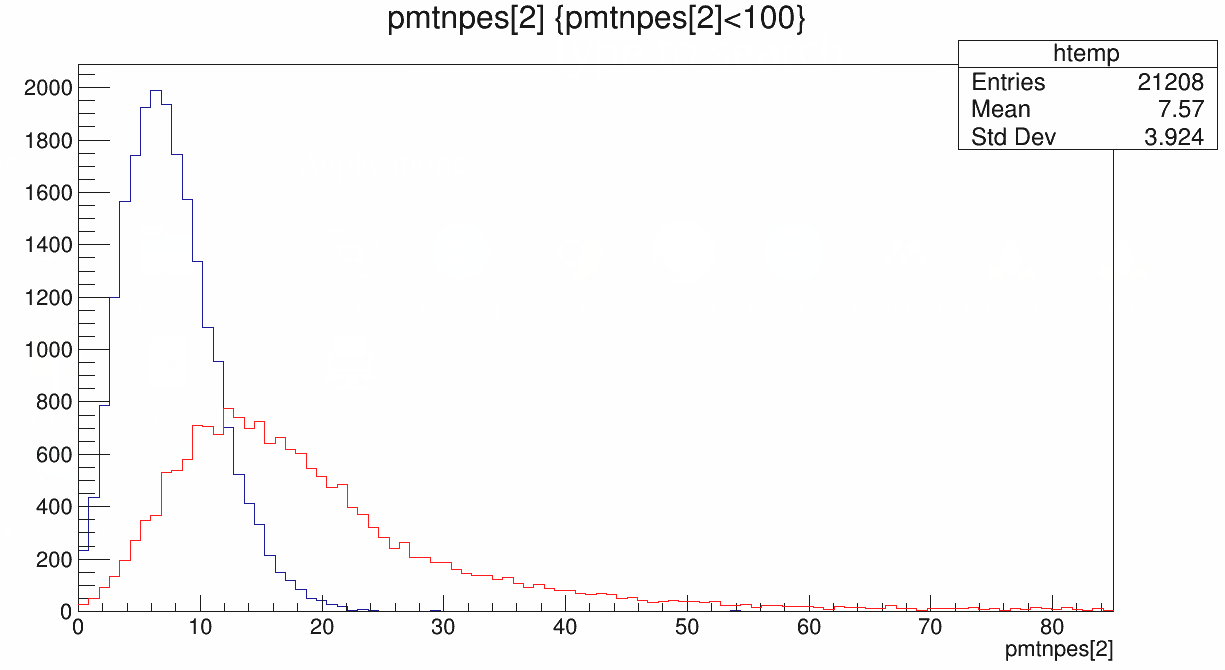 pmtnpes[2] {pmtnpes[2]<100}
htemp
Entries 21208
Mean 7.57
Std Dev 3.924
2000
1800
1600
1400
1200
1000
800
600
400
200
0
0 10 20 30 40 50 60 70 80
pmtnpes[2]